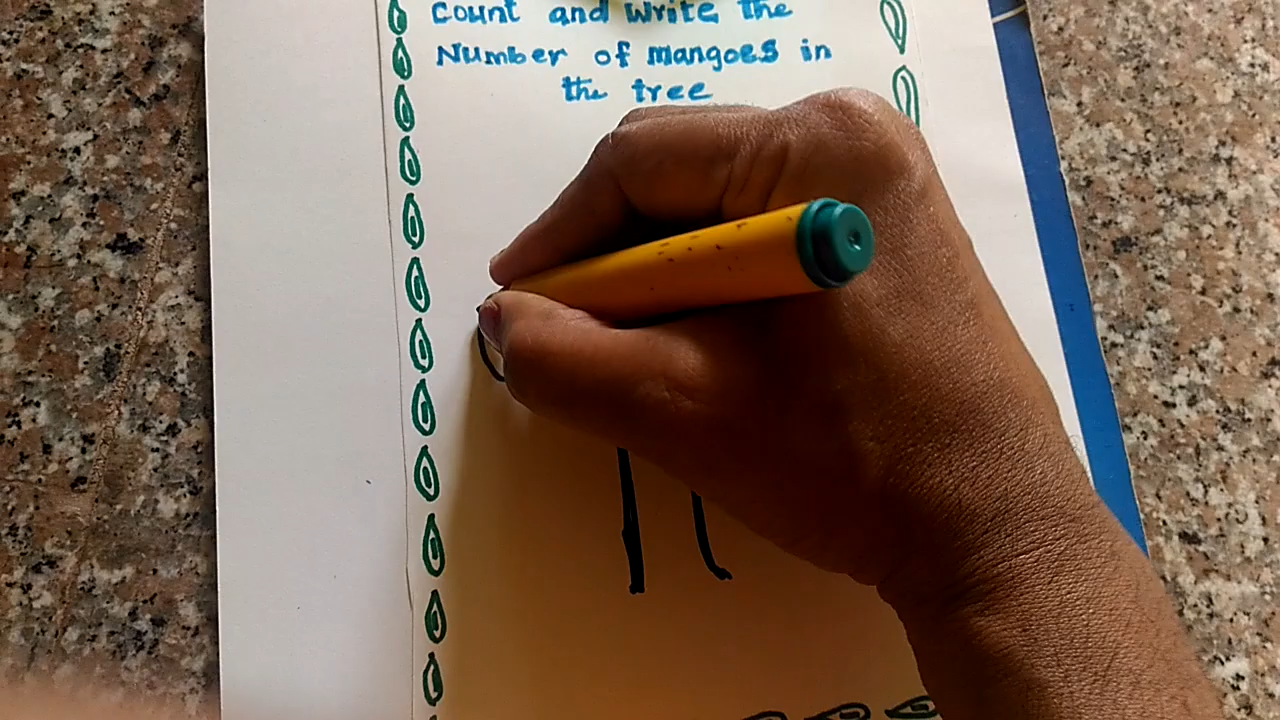 Count and Write the
Number of mangoes in
the tree